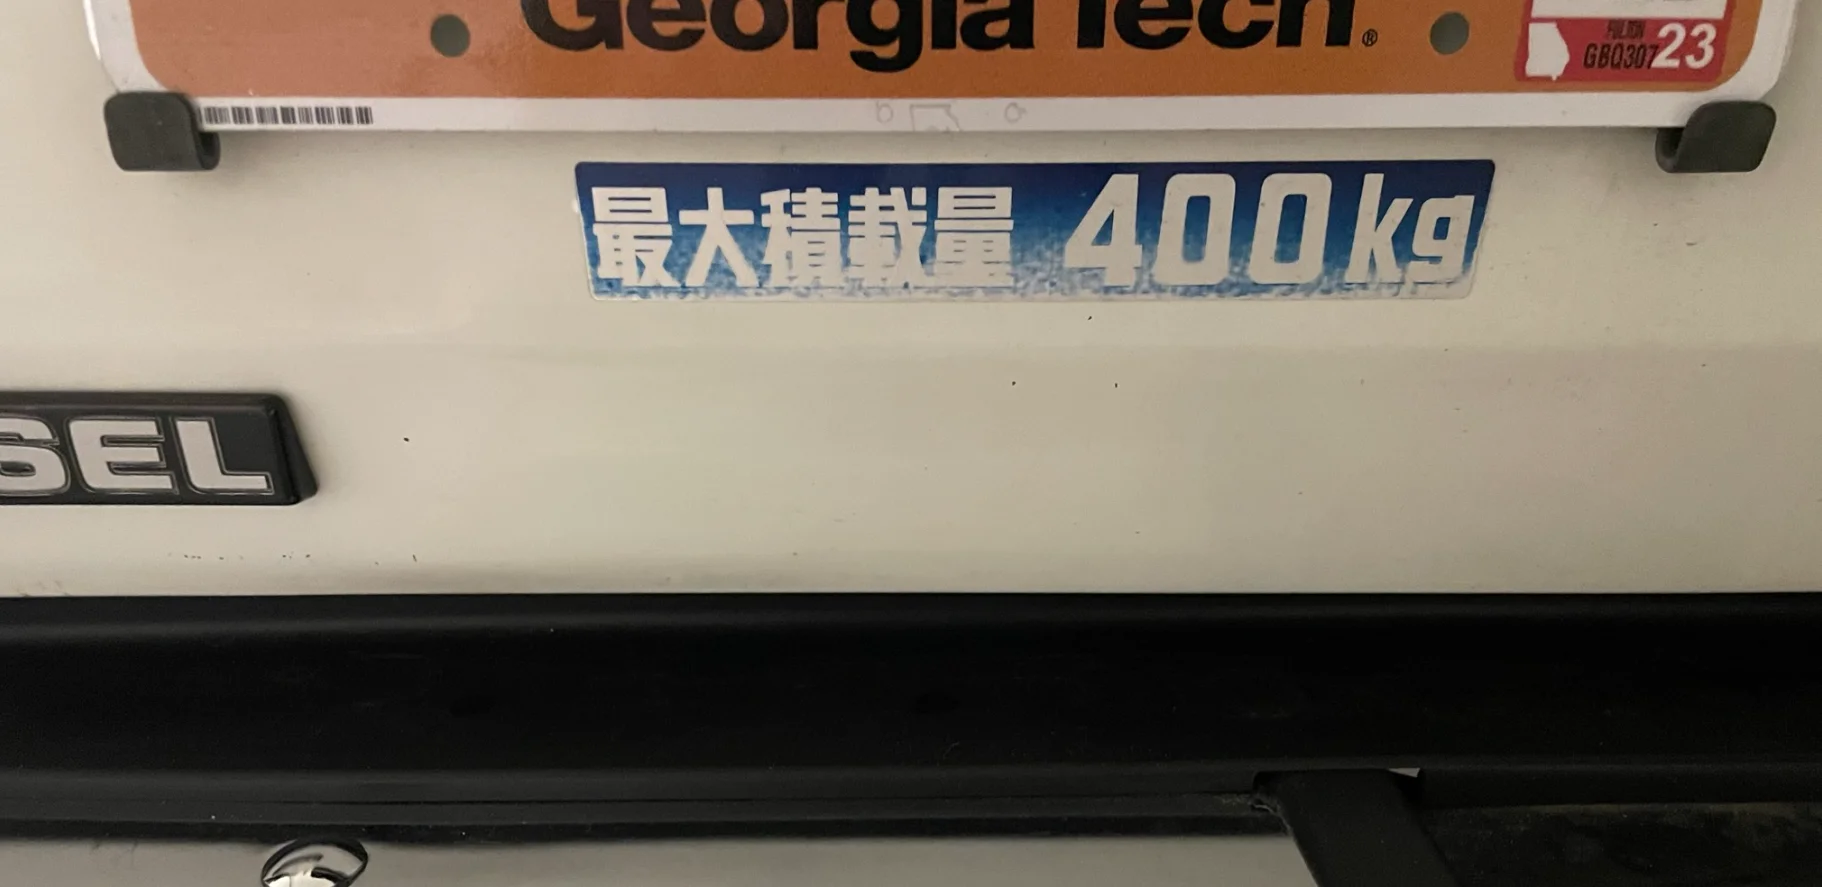 Georgia Tech®
FULTON
GBQ307 23
最大積載量 400kg
SEL